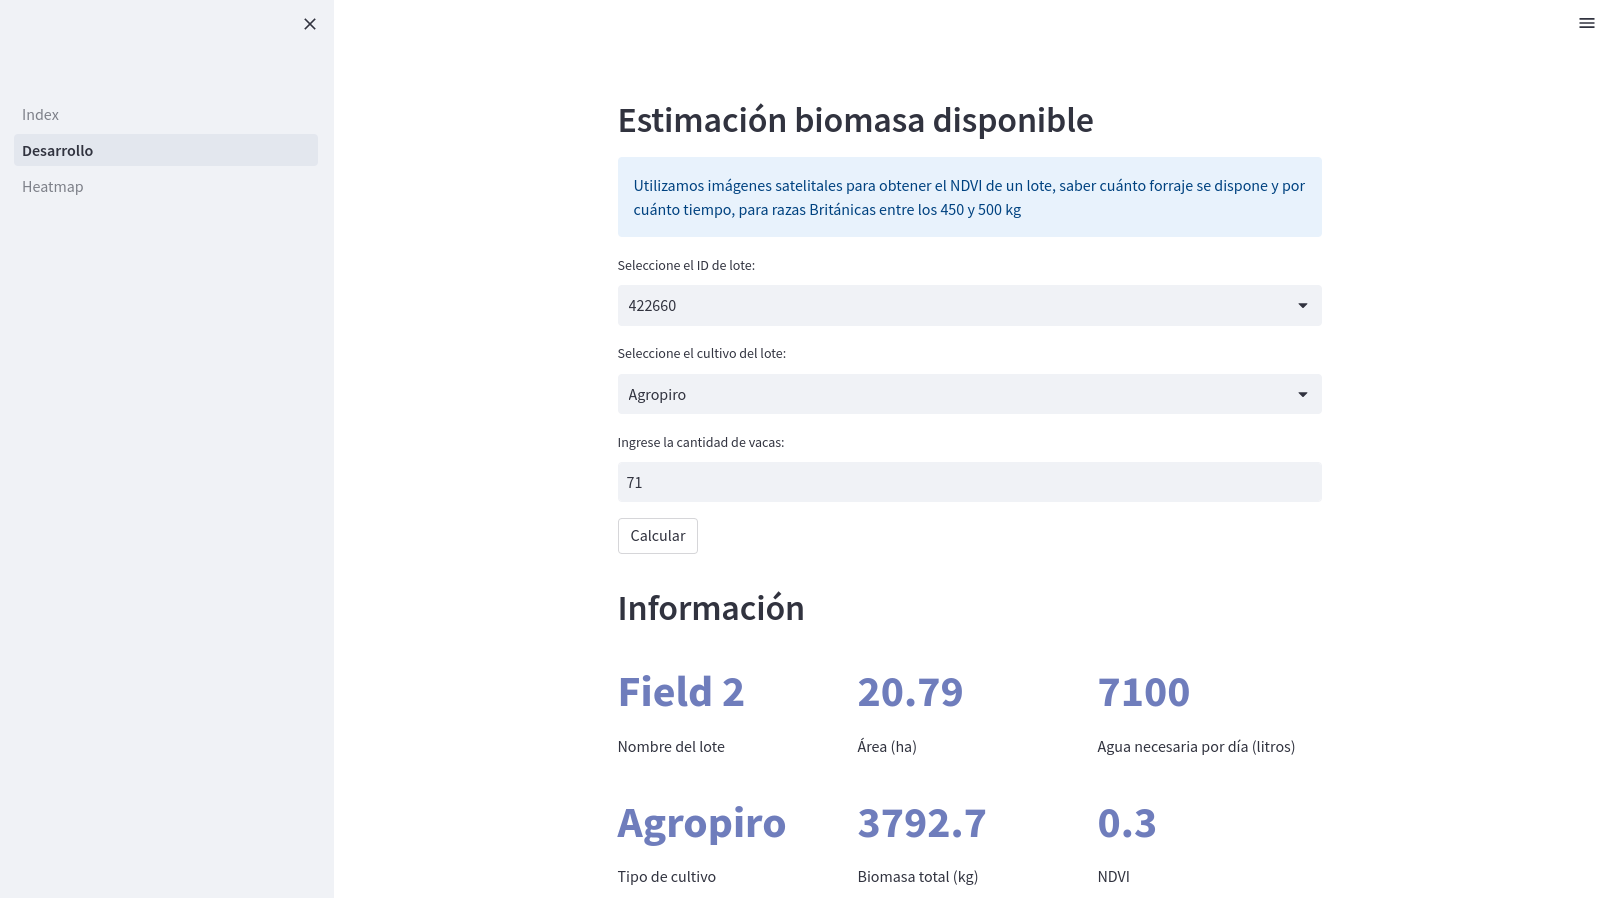 Index
Desarrollo
Heatmap
Estimación biomasa disponible
Utilizamos imágenes satelitales para obtener el NDVI de un lote, saber cuánto forraje se dispone y por
cuánto tiempo, para razas Británicas entre los 450 y 500 kg
Seleccione el ID de lote:
422660
Seleccione el cultivo del lote:
Agropiro
Ingrese la cantidad de vacas:
71
Calcular
Información
Field 2
Nombre del lote
20.79
Área (ha)
7100
Agua necesaria por día (litros)
Agropiro
Tipo de cultivo
3792.7
Biomasa total (kg)
0.3
NDVI